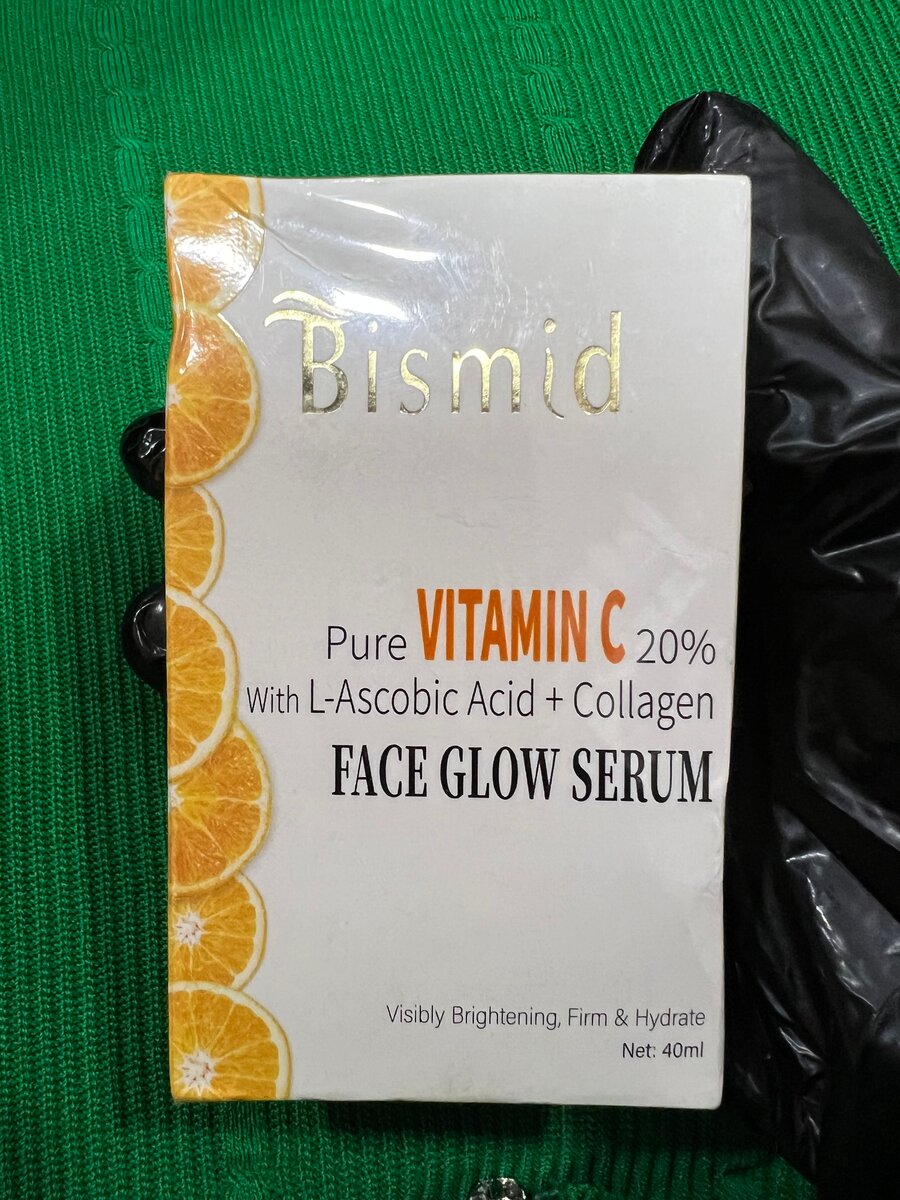 Bismid
Pure VITAMIN C 20%
With L-Ascobic Acid + Collagen
FACE GLOW SERUM
Visibly Brightening, Firm & Hydrate
Net: 40ml